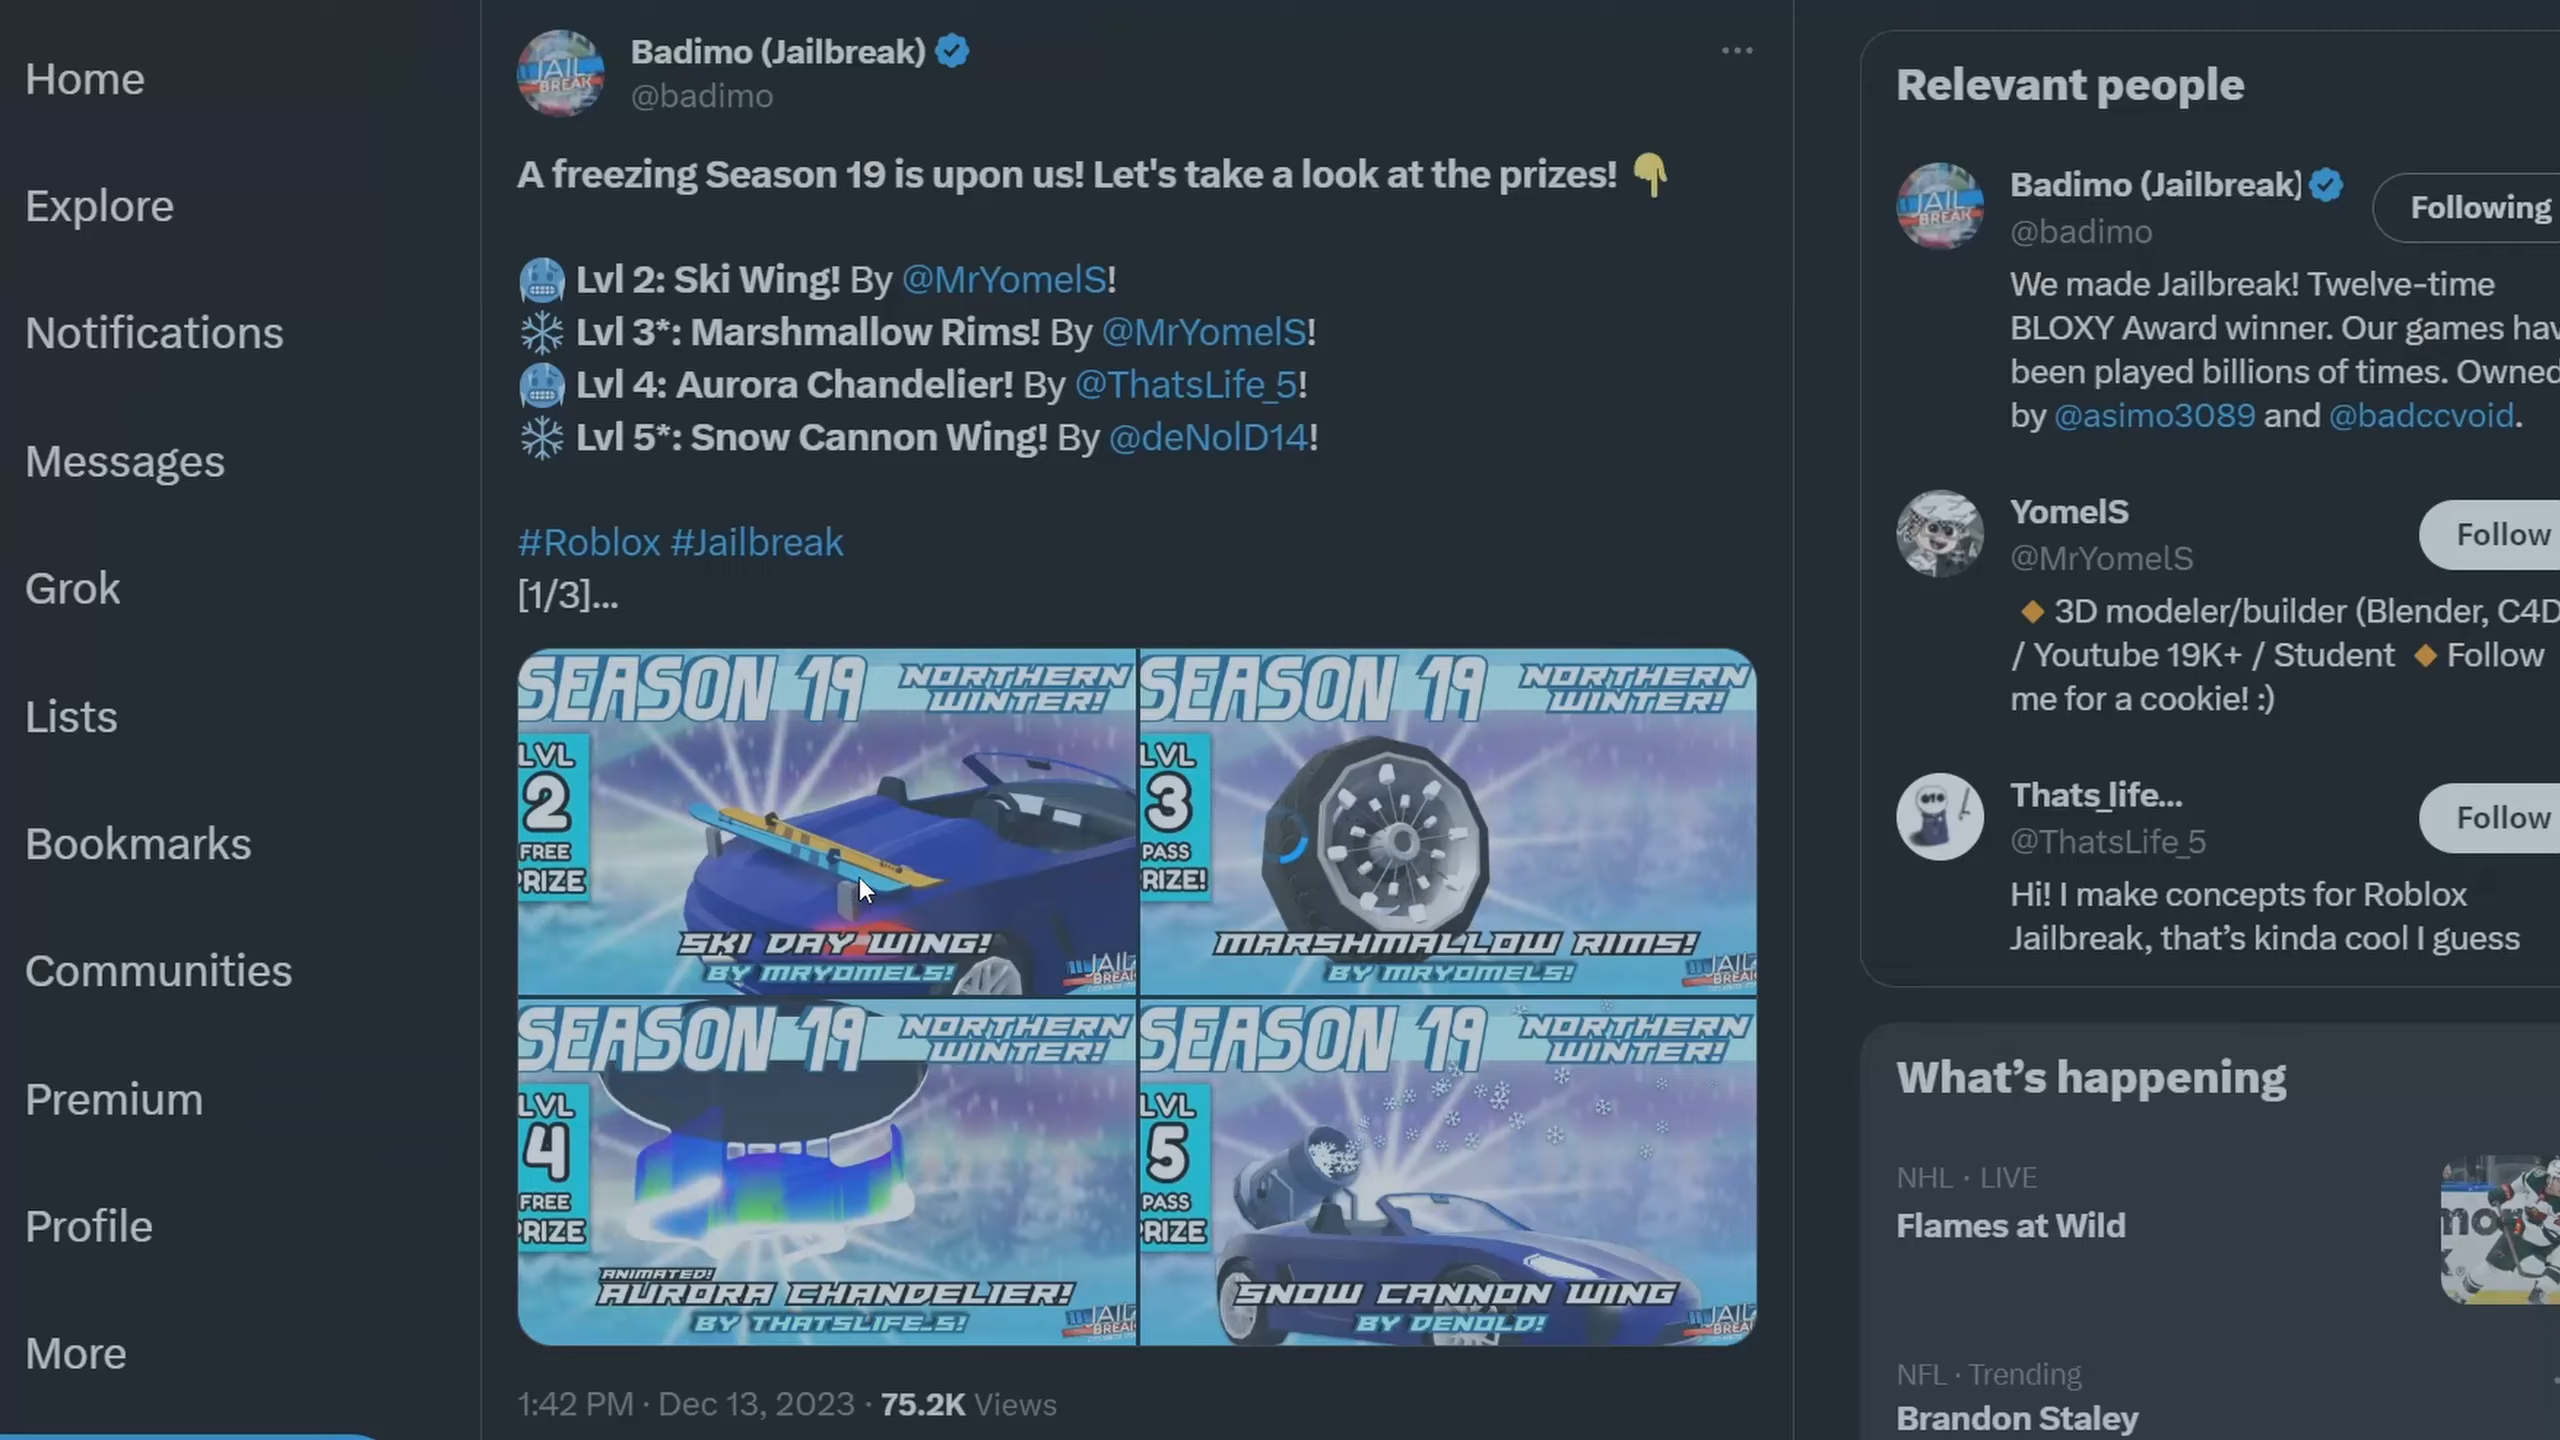 Home
Explore
Notifications
Messages
Grok
Lists
Bookmarks
Communities
Premium
Profile
More
Badimo (Jailbreak)
@badimo
A freezing Season 19 is upon us! Let's take a look at the prizes! 👇
🥶 Lvl 2: Ski Wing! By @MrYomelS!
❄️ Lvl 3*: Marshmallow Rims! By @MrYomelS!
🥶 Lvl 4: Aurora Chandelier! By @ThatsLife_5!
❄️ Lvl 5*: Snow Cannon Wing! By @deNolD14!
#Roblox #Jailbreak
[1/3]...
SEASON 19 NORTHERN WINTER!
LVL
2
FREE
PRIZE
SKI DAY WING!
BY MRYOMELS!
JAIL
BREAK
SEASON 19 NORTHERN WINTER!
LVL
3
PASS
RIZE!
MARSHMALLOW RIMS!
BY MRYOMELS!
JAIL
BREAK
SEASON 19 NORTHERN WINTER!
LVL
4
FREE
PRIZE
ANIMATED!
AURORA CHANDELIER!
BY THATSLIFE_5!
JAIL
BREAK
SEASON 19 NORTHERN WINTER!
LVL
5
PASS
PRIZE
SNOW CANNON WING
BY DENOLD!
JAIL
BREA
1:42 PM · Dec 13, 2023 · 75.2K Views
Relevant people
Badimo (Jailbreak)
@badimo
Following
We made Jailbreak! Twelve-time
BLOXY Award winner. Our games hav
been played billions of times. Owned
by @asimo3089 and @badccvoid.
YomelS
@MrYomelS
Follow
🔸 3D modeler/builder (Blender, C4D
/ Youtube 19K+ / Student 🔸 Follow
me for a cookie! :)
Thats_life...
@ThatsLife_5
Follow
Hi! I make concepts for Roblox
Jailbreak, that's kinda cool I guess
What's happening
NHL · LIVE
Flames at Wild
NFL · Trending
Brandon Staley